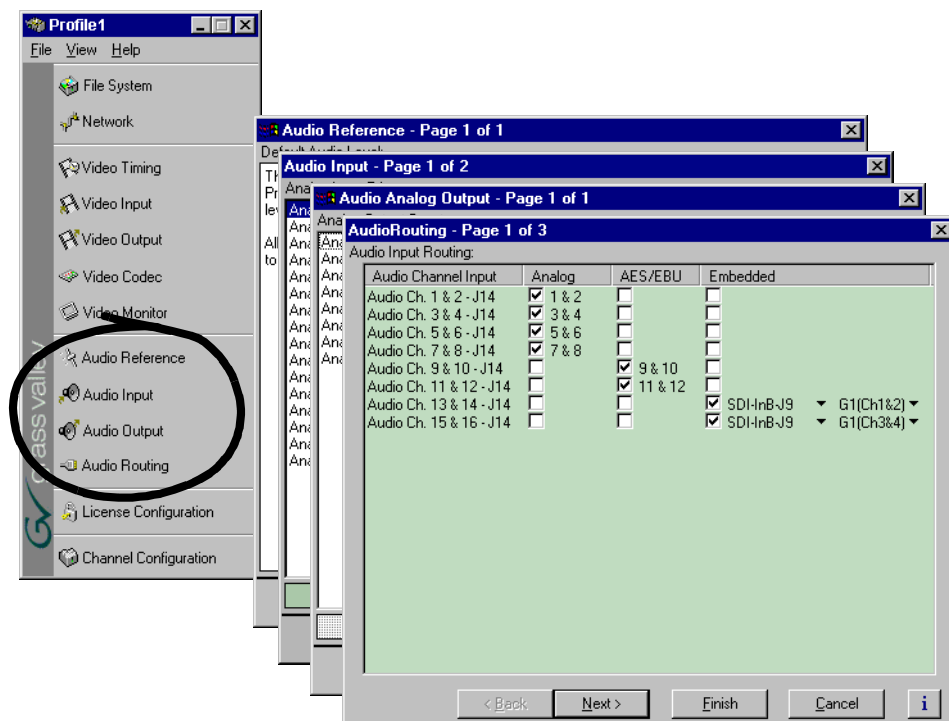 Profile1
File View Help
File System
Network
Video Timing
Video Input
Video Output
Video Codec
Video Monitor
Audio Reference
Audio Input
Audio Output
Audio Routing
License Configuration
Channel Configuration
grass valley
Audio Reference - Page 1 of 1
Default Audio Level:
Audio Input - Page 1 of 2
Audio Analog Output - Page 1 of 1
AudioRouting - Page 1 of 3
Audio Input Routing:
Audio Channel Input Analog AES/EBU Embedded
Audio Ch. 1 & 2 - J14 1 & 2
Audio Ch. 3 & 4 - J14 3 & 4
Audio Ch. 5 & 6 - J14 5 & 6
Audio Ch. 7 & 8 - J14 7 & 8
Audio Ch. 9 & 10 - J14 9 & 10
Audio Ch. 11 & 12 - J14 11 & 12
Audio Ch. 13 & 14 - J14 SDI-InB-J9 G1(Ch1&2)
Audio Ch. 15 & 16 - J14 SDI-InB-J9 G1(Ch3&4)
< Back Next > Finish Cancel i